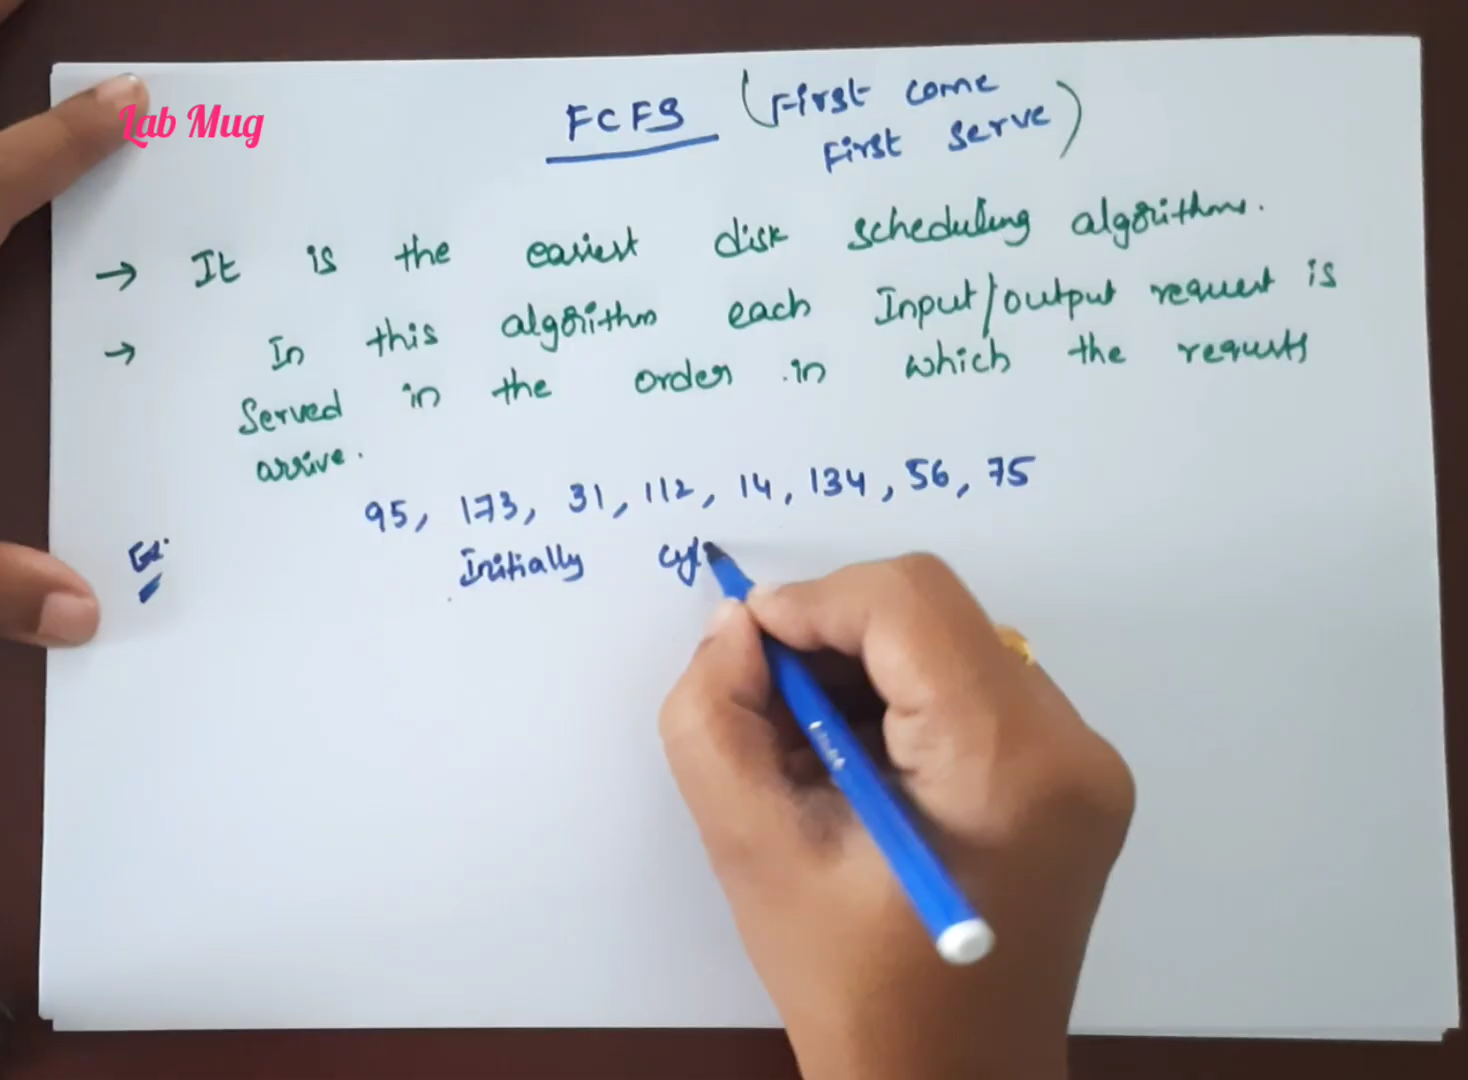 Lab Mug
FCFS (First come
First serve)
→ It is the easiest disk scheduling algorithms.
→ In this algorithm each Input/output request is
Served in the order in which the requests
arrive.
Ex:
95, 173, 31, 112, 14, 134, 56, 75
Initially